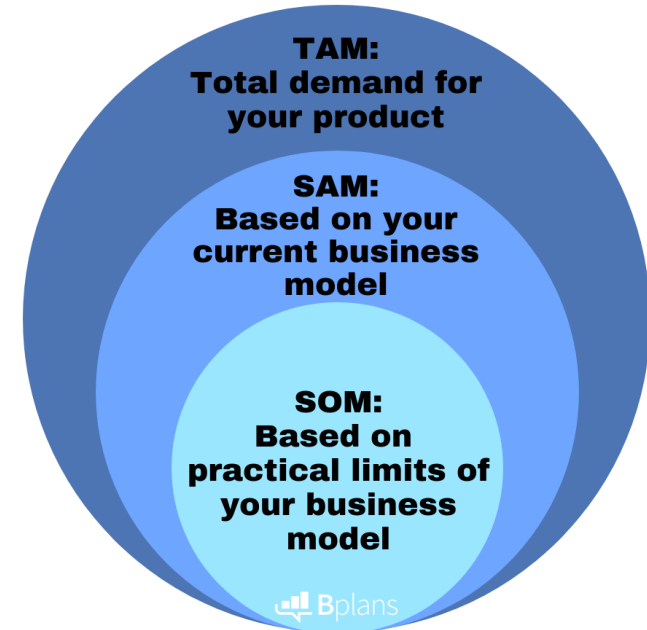 TAM:
Total demand for
your product
SAM:
Based on your
current business
model
SOM:
Based on
practical limits of
your business
model
Bplans